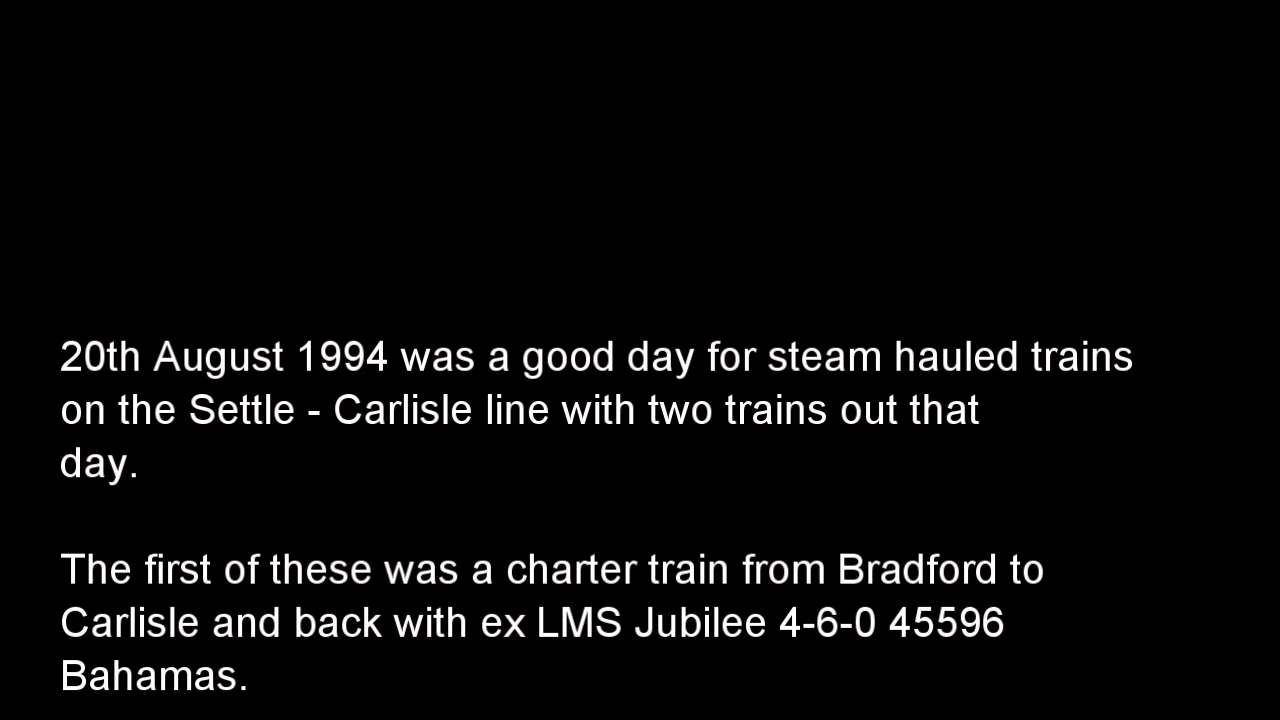 20th August 1994 was a good day for steam hauled trains
on the Settle - Carlisle line with two trains out that
day.
The first of these was a charter train from Bradford to
Carlisle and back with ex LMS Jubilee 4-6-0 45596
Bahamas.